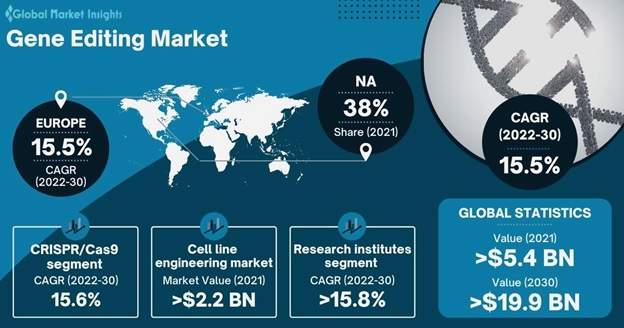 Global Market Insights
Gene Editing Market
EUROPE
15.5%
CAGR
(2022-30)
NA
38%
Share (2021)
CAGR
(2022-30)
15.5%
CRISPR/Cas9
segment
CAGR (2022-30)
15.6%
Cell line
engineering market
Market Value (2021)
>$2.2 BN
Research institutes
segment
CAGR (2022-30)
>15.8%
GLOBAL STATISTICS
Value (2021)
>$5.4 BN
Value (2030)
>$19.9 BN